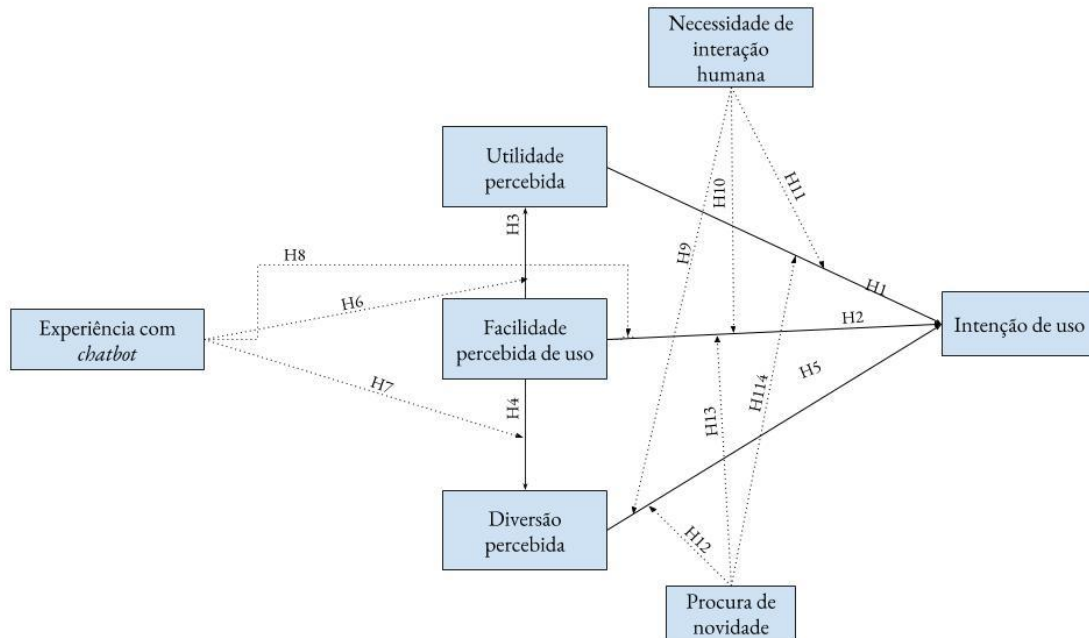 Necessidade de
interação
humana
Utilidade
percebida
H11
H10
H3
H9
H8
H1
H6
Experiência com
chatbot
Facilidade
percebida de uso
H2
Intenção de uso
H7
H4
H5
H114
H13
Diversão
percebida
H12
Procura de
novidade